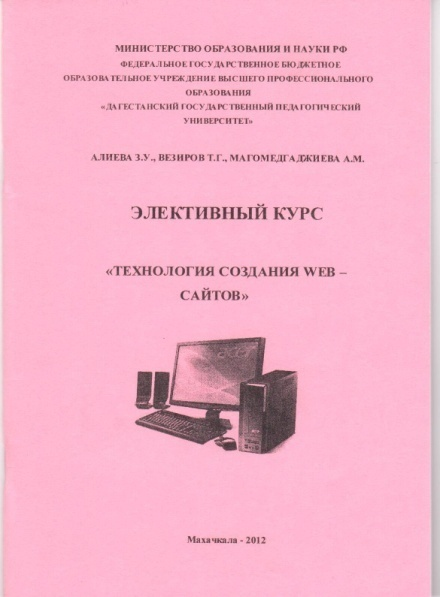 МИНИСТЕРСТВО ОБРАЗОВАНИЯ И НАУКИ РФ
ФЕДЕРАЛЬНОЕ ГОСУДАРСТВЕННОЕ БЮДЖЕТНОЕ
ОБРАЗОВАТЕЛЬНОЕ УЧРЕЖДЕНИЕ ВЫСШЕГО ПРОФЕССИОНАЛЬНОГО
ОБРАЗОВАНИЯ
«ДАГЕСТАНСКИЙ ГОСУДАРСТВЕННЫЙ ПЕДАГОГИЧЕСКИЙ
УНИВЕРСИТЕТ»
АЛИЕВА З.У., ВЕЗИРОВ Т.Г., МАГОМЕДГАДЖИЕВА А.М.
ЭЛЕКТИВНЫЙ КУРС
«ТЕХНОЛОГИЯ СОЗДАНИЯ WEB –
САЙТОВ»
acer
Махачкала - 2012